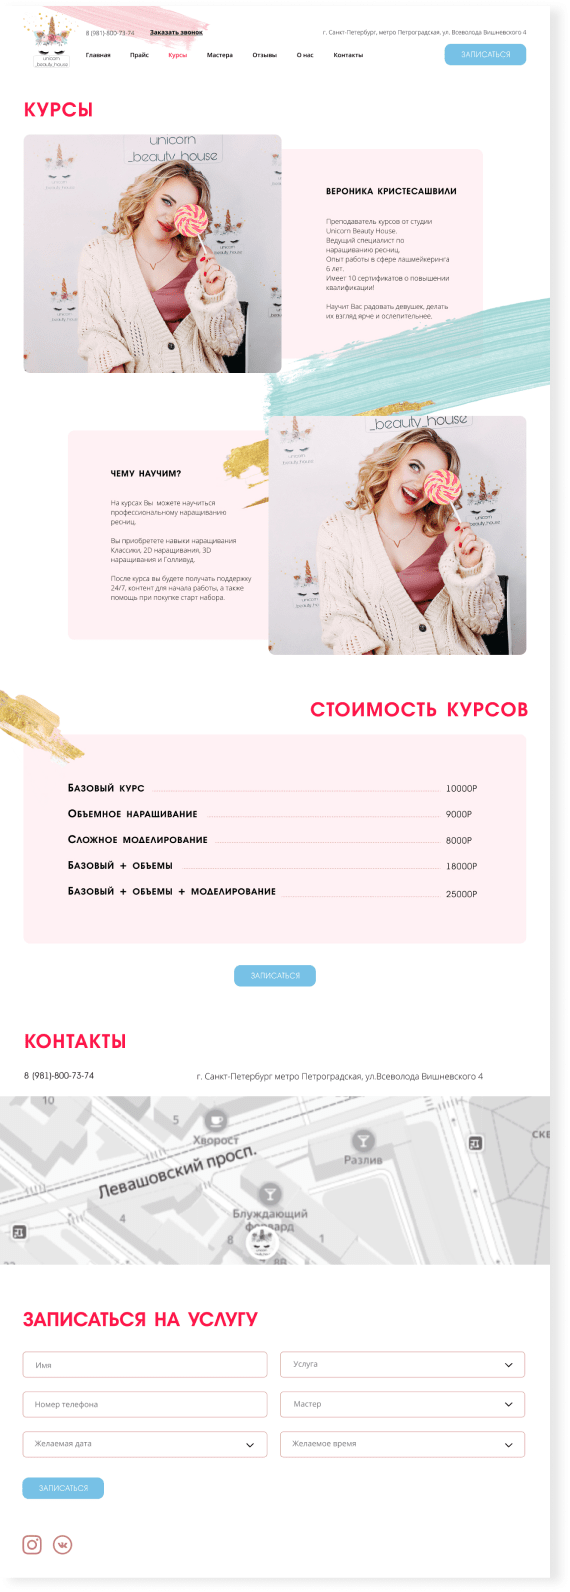 8 (981)-800-73-74
Заказать звонок
г. Санкт-Петербург, метро Петроградская, ул. Всеволода Вишневского 4
unicorn
_beauty_house
Главная
Прайс
Курсы
Мастера
Отзывы
О нас
Контакты
ЗАПИСАТЬСЯ
КУРСЫ
unicorn
_beauty_house
ВЕРОНИКА КРИСТЕСАШВИЛИ
Преподаватель курсов от студии
Unicorn Beauty House.
Ведущий специалист по
наращиванию ресниц.
Опыт работы в сфере лашмейкеринга
6 лет.
Имеет 10 сертификатов о повышении
квалификации!
Научит Вас радовать девушек, делать
их взгляд ярче и ослепительнее.
_beauty_house
ЧЕМУ НАУЧИМ?
На курсах Вы можете научиться
профессиональному наращиванию
ресниц.
Вы приобретете навыки наращивания
Классики, 2D наращивания, 3D
наращивания и Голливуд.
После курса вы будете получать поддержку
24/7, контент для начала работы, а также
помощь при покупке старт набора.
СТОИМОСТЬ КУРСОВ
Базовый курс 10000Р
Объемное наращивание 9000Р
Сложное моделирование 8000Р
Базовый + объемы 18000Р
Базовый + объемы + моделирование 25000Р
ЗАПИСАТЬСЯ
КОНТАКТЫ
8 (981)-800-73-74
г. Санкт-Петербург метро Петроградская, ул.Всеволода Вишневского 4
10
5
Хворост
СКЕ
Левашовский просп.
Разлив
4
Блуждающий
форвард
8
1
8В
ЗАПИСАТЬСЯ НА УСЛУГУ
Имя
Услуга
Номер телефона
Мастер
Желаемая дата
Желаемое время
ЗАПИСАТЬСЯ